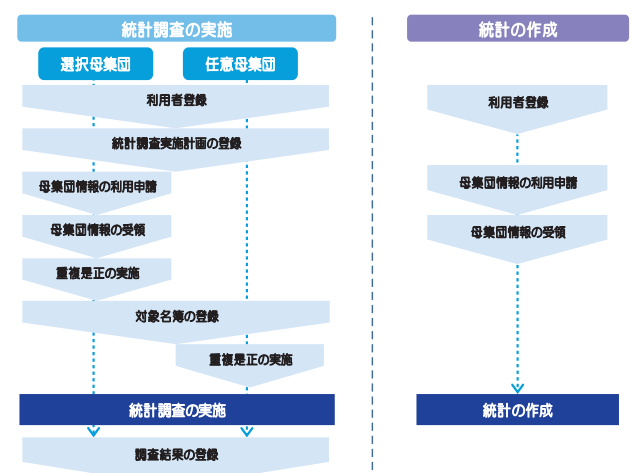 統計調査の実施
選択母集団
任意母集団
利用者登録
統計調査実施計画の登録
母集団情報の利用申請
母集団情報の受領
重複是正の実施
対象名簿の登録
重複是正の実施
統計調査の実施
調査結果の登録
統計の作成
利用者登録
母集団情報の利用申請
母集団情報の受領
統計の作成